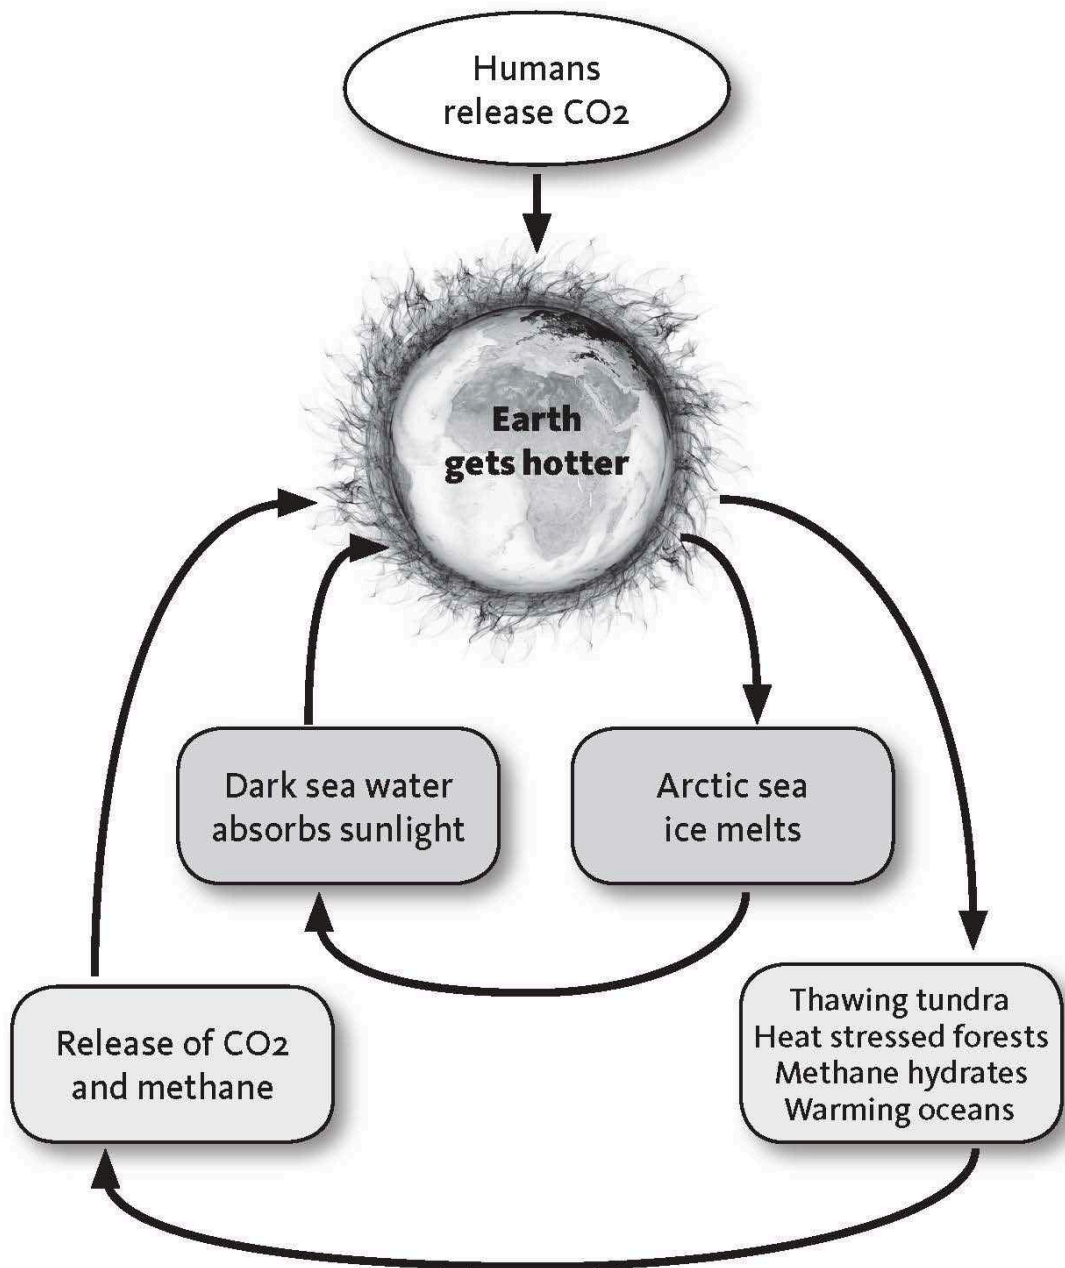 Humans
release CO2
Earth
gets hotter
Dark sea water
absorbs sunlight
Arctic sea
ice melts
Release of CO2
and methane
Thawing tundra
Heat stressed forests
Methane hydrates
Warming oceans